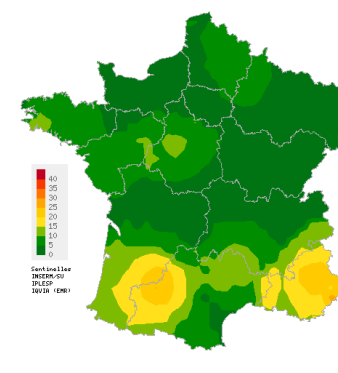 40
35
30
25
20
15
10
5
0
Sentinelles
INSERM/SU
IPLESP
IQVIA (EMR)